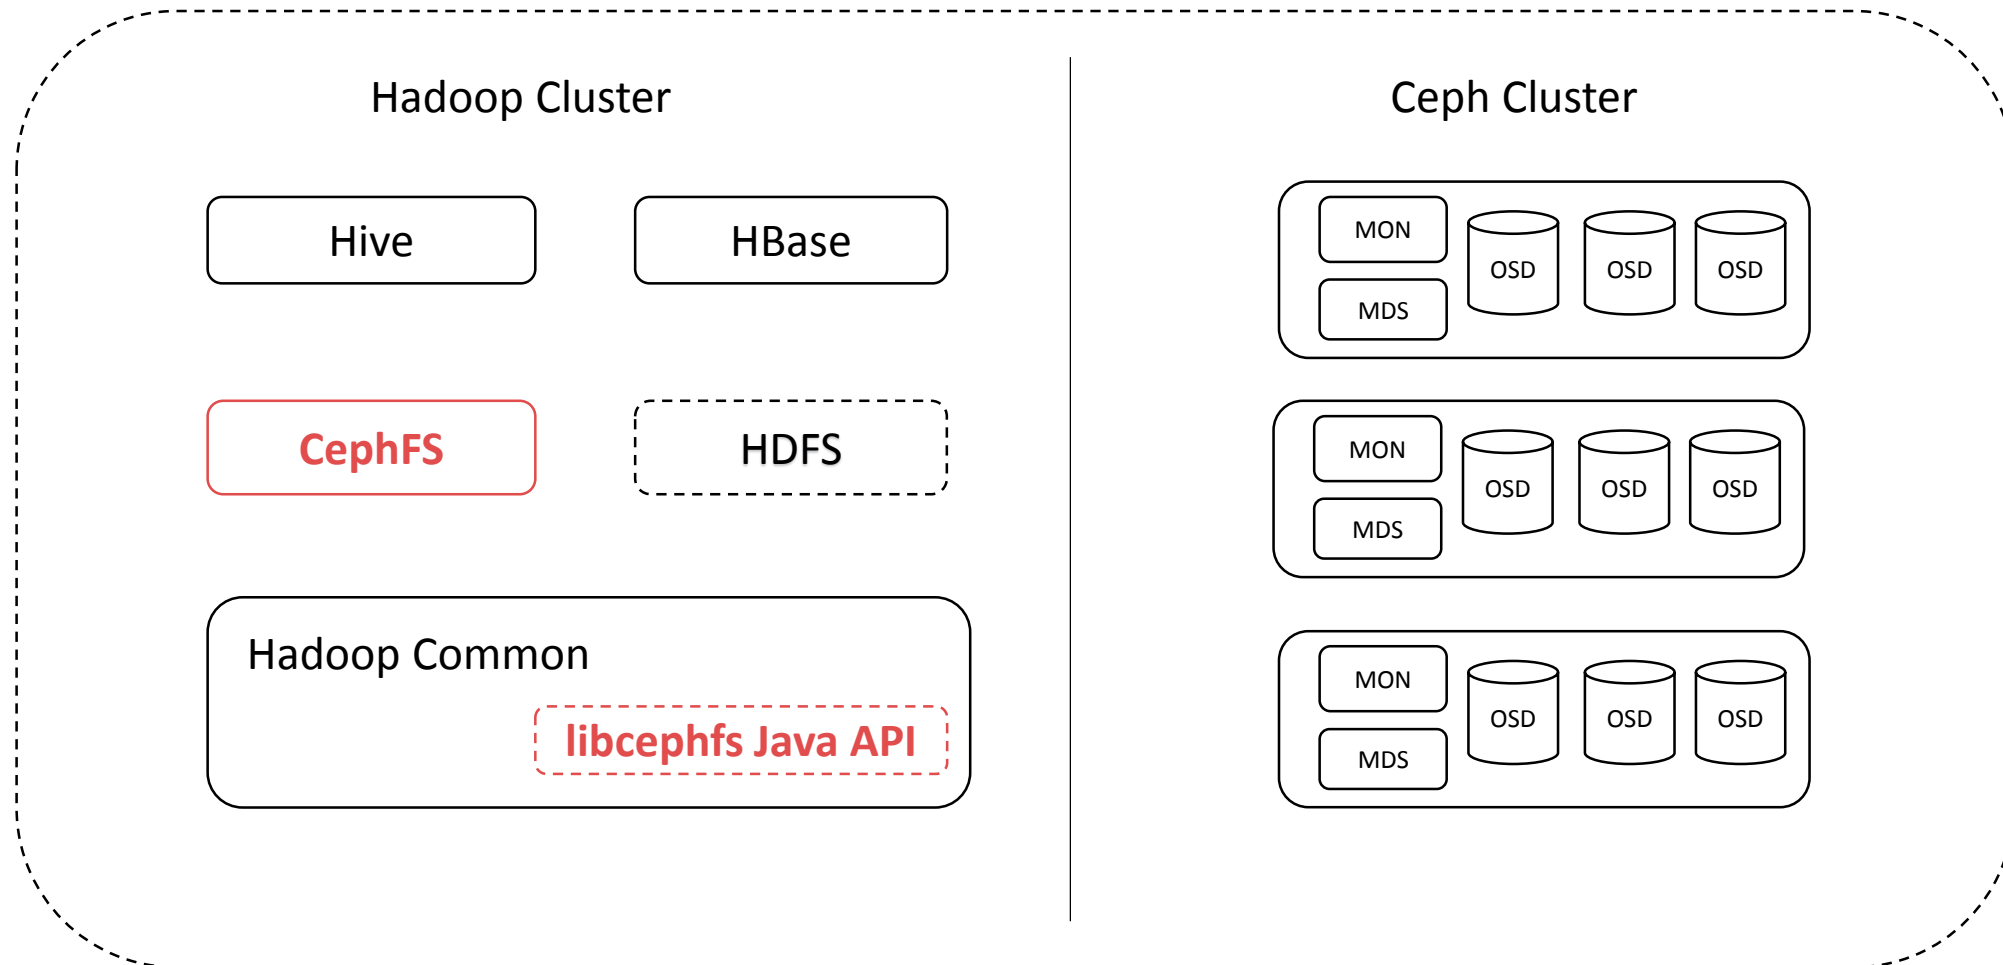 Hadoop Cluster
Hive
HBase
CephFS
HDFS
Hadoop Common
libcephfs Java API
Ceph Cluster
MON
MDS
OSD
OSD
OSD
MON
MDS
OSD
OSD
OSD
MON
MDS
OSD
OSD
OSD